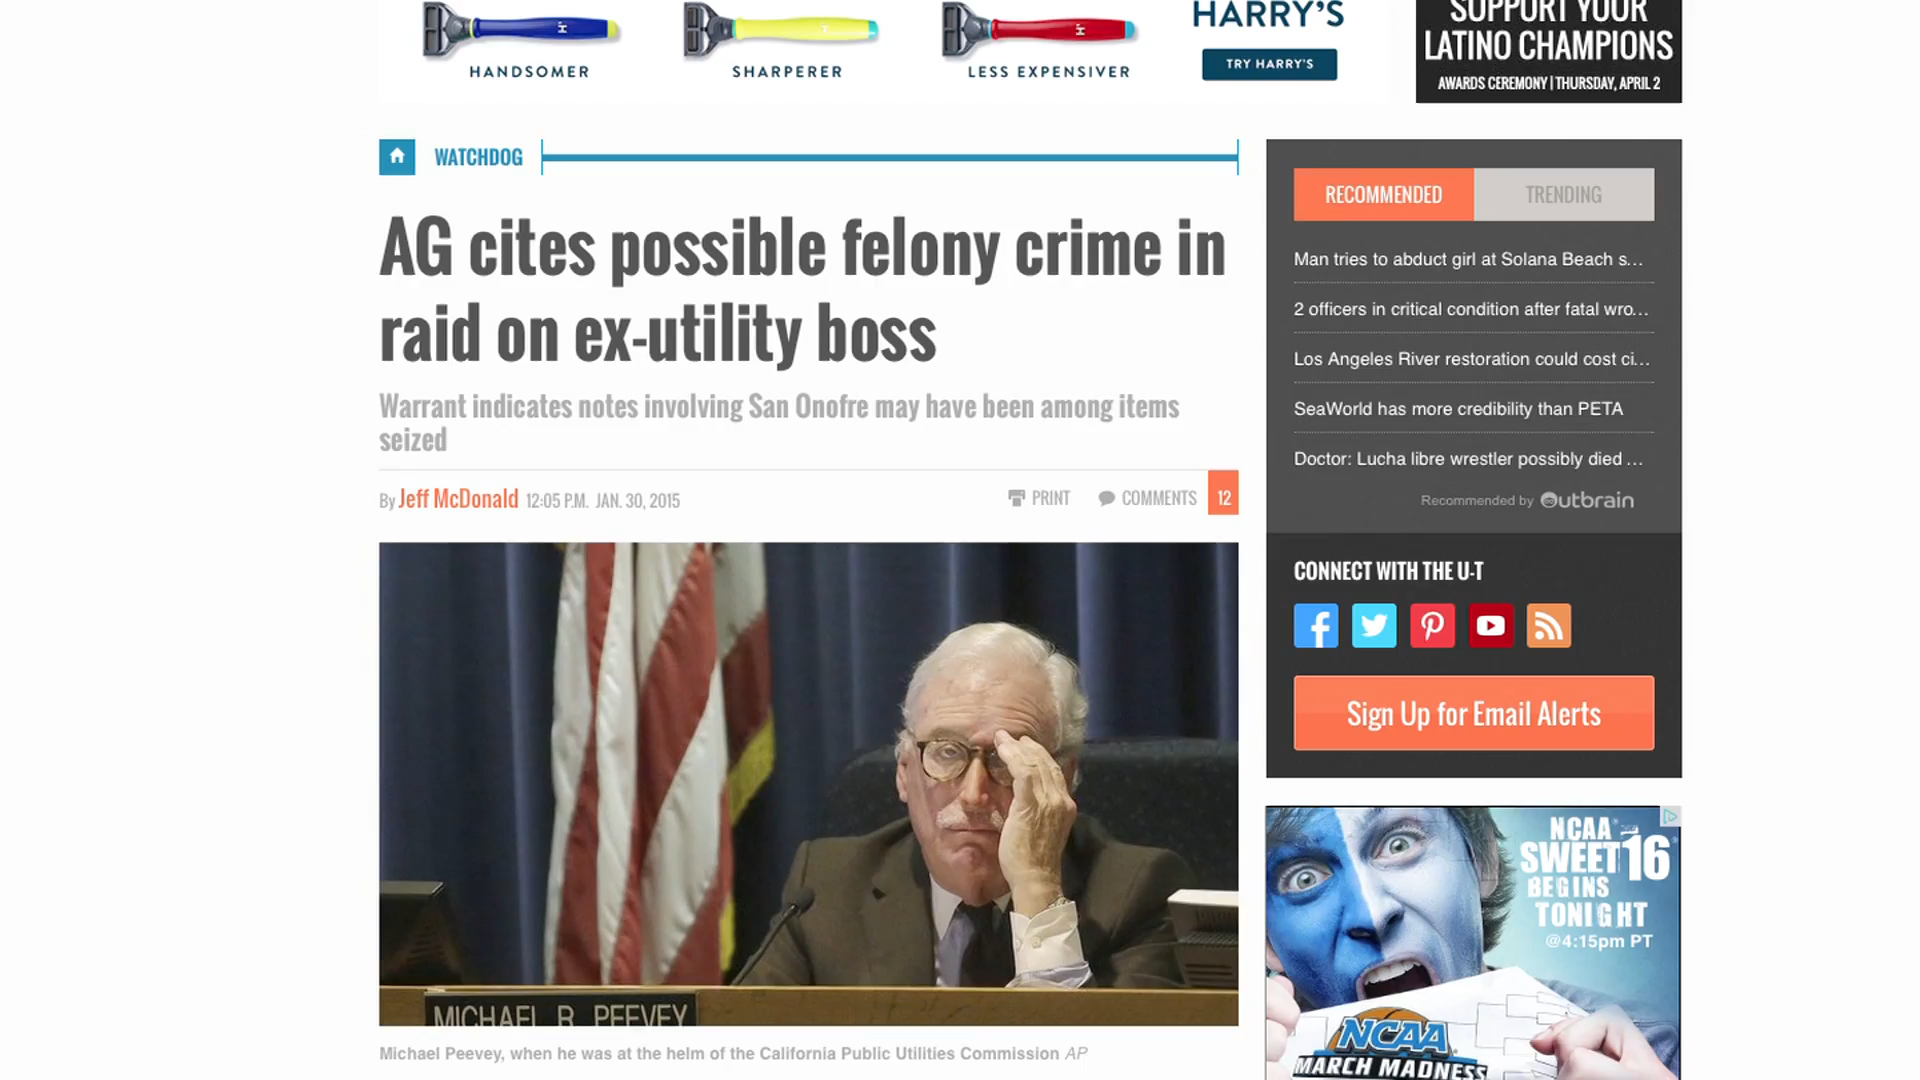 HARRY'S
HANDSOMER
SHARPERER
LESS EXPENSIVER
TRY HARRY'S
SUPPORT YOUR
LATINO CHAMPIONS
AWARDS CEREMONY | THURSDAY, APRIL 2
WATCHDOG
AG cites possible felony crime in
raid on ex-utility boss
Warrant indicates notes involving San Onofre may have been among items
seized
By Jeff McDonald 12:05 P.M. JAN. 30, 2015
PRINT
COMMENTS 12
MICHAEL R. PEEVEY
Michael Peevey, when he was at the helm of the California Public Utilities Commission AP
RECOMMENDED
TRENDING
Man tries to abduct girl at Solana Beach s...
2 officers in critical condition after fatal wro...
Los Angeles River restoration could cost ci...
SeaWorld has more credibility than PETA
Doctor: Lucha libre wrestler possibly died ...
Recommended by Outbrain
CONNECT WITH THE U-T
Sign Up for Email Alerts
NCAA
SWEET 16
BEGINS
TONIGHT
@4:15pm PT
NCAA
MARCH MADNESS